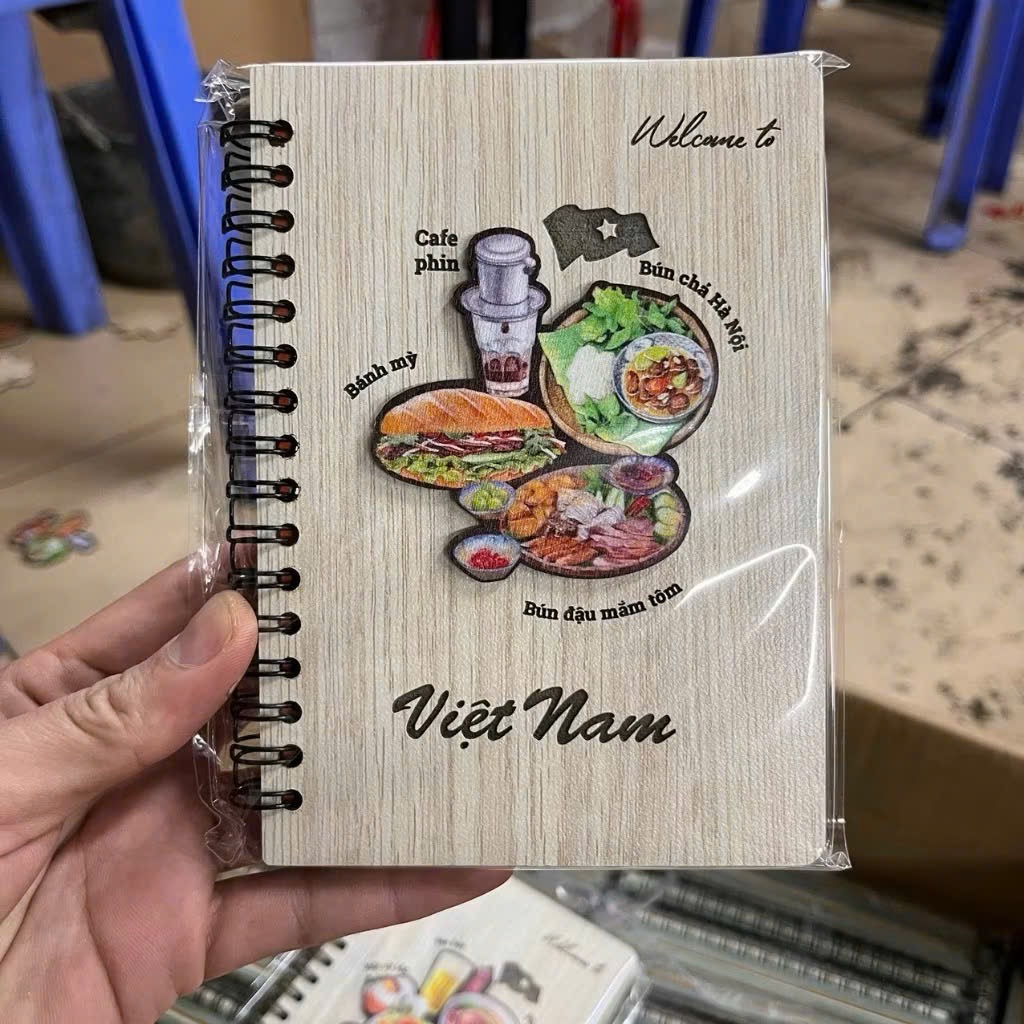 Welcome to
Cafe
phin
Bún chả Hà Nội
Bánh mỳ
Bún đậu mắm tôm
Việt Nam